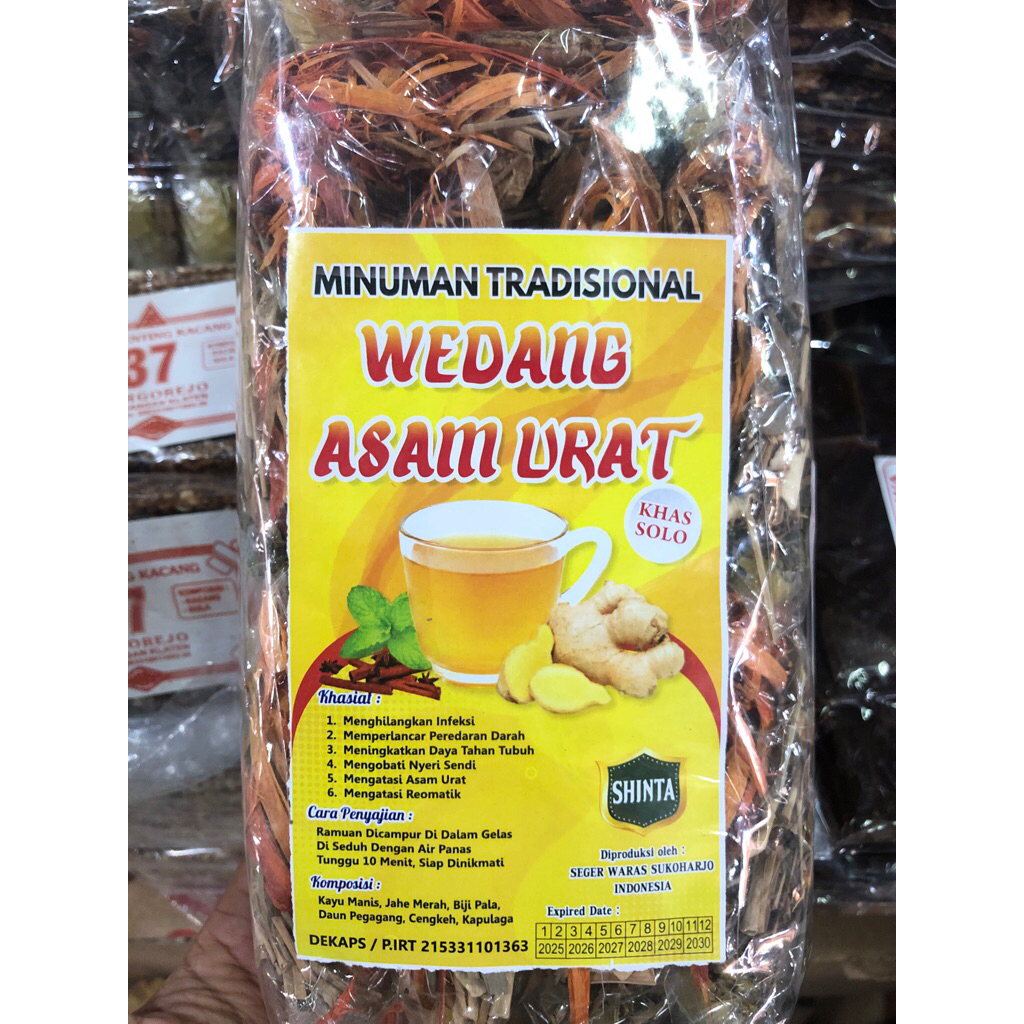 MINUMAN TRADISIONAL
WEDANG
ASAM URAT
KHAS
SOLO
Khasiat :
1. Menghilangkan Infeksi
2. Memperlancar Peredaran Darah
3. Meningkatkan Daya Tahan Tubuh
4. Mengobati Nyeri Sendi
5. Mengatasi Asam Urat
6. Mengatasi Reomatik
Cara Penyajian :
Ramuan Dicampur Di Dalam Gelas
Di Seduh Dengan Air Panas
Tunggu 10 Menit, Siap Dinikmati
Komposisi :
Kayu Manis, Jahe Merah, Biji Pala,
Daun Pegagang, Cengkeh, Kapulaga
DEKAPS / P.IRT 215331101363
SHINTA
Diproduksi oleh :
SEGER WARAS SUKOHARJO
INDONESIA
Expired Date :
1 2 3 4 5 6 7 8 9 10 11 12
2025 2026 2027 2028 2029 2030
KACANG
37
KACANG